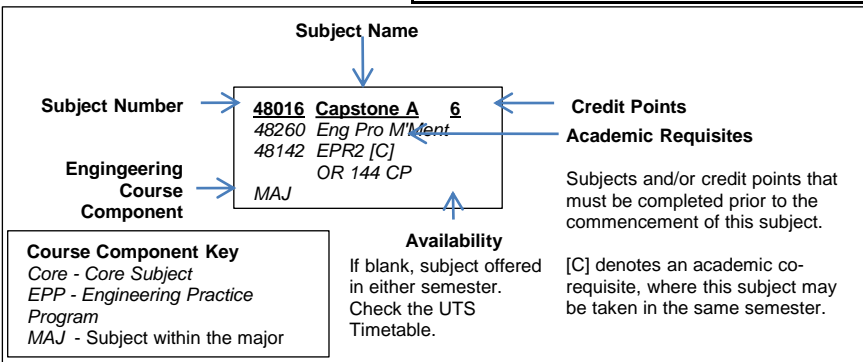 Subject Name
Subject Number
48016 Capstone A 6
48260 Eng Pro M'Ment
48142 EPR2 [C]
OR 144 CP
MAJ
Engingeering
Course
Component
Credit Points
Academic Requisites
Subjects and/or credit points that
must be completed prior to the
commencement of this subject.
[C] denotes an academic co-
requisite, where this subject may
be taken in the same semester.
Availability
If blank, subject offered
in either semester.
Check the UTS
Timetable.
Course Component Key
Core - Core Subject
EPP - Engineering Practice
Program
MAJ - Subject within the major